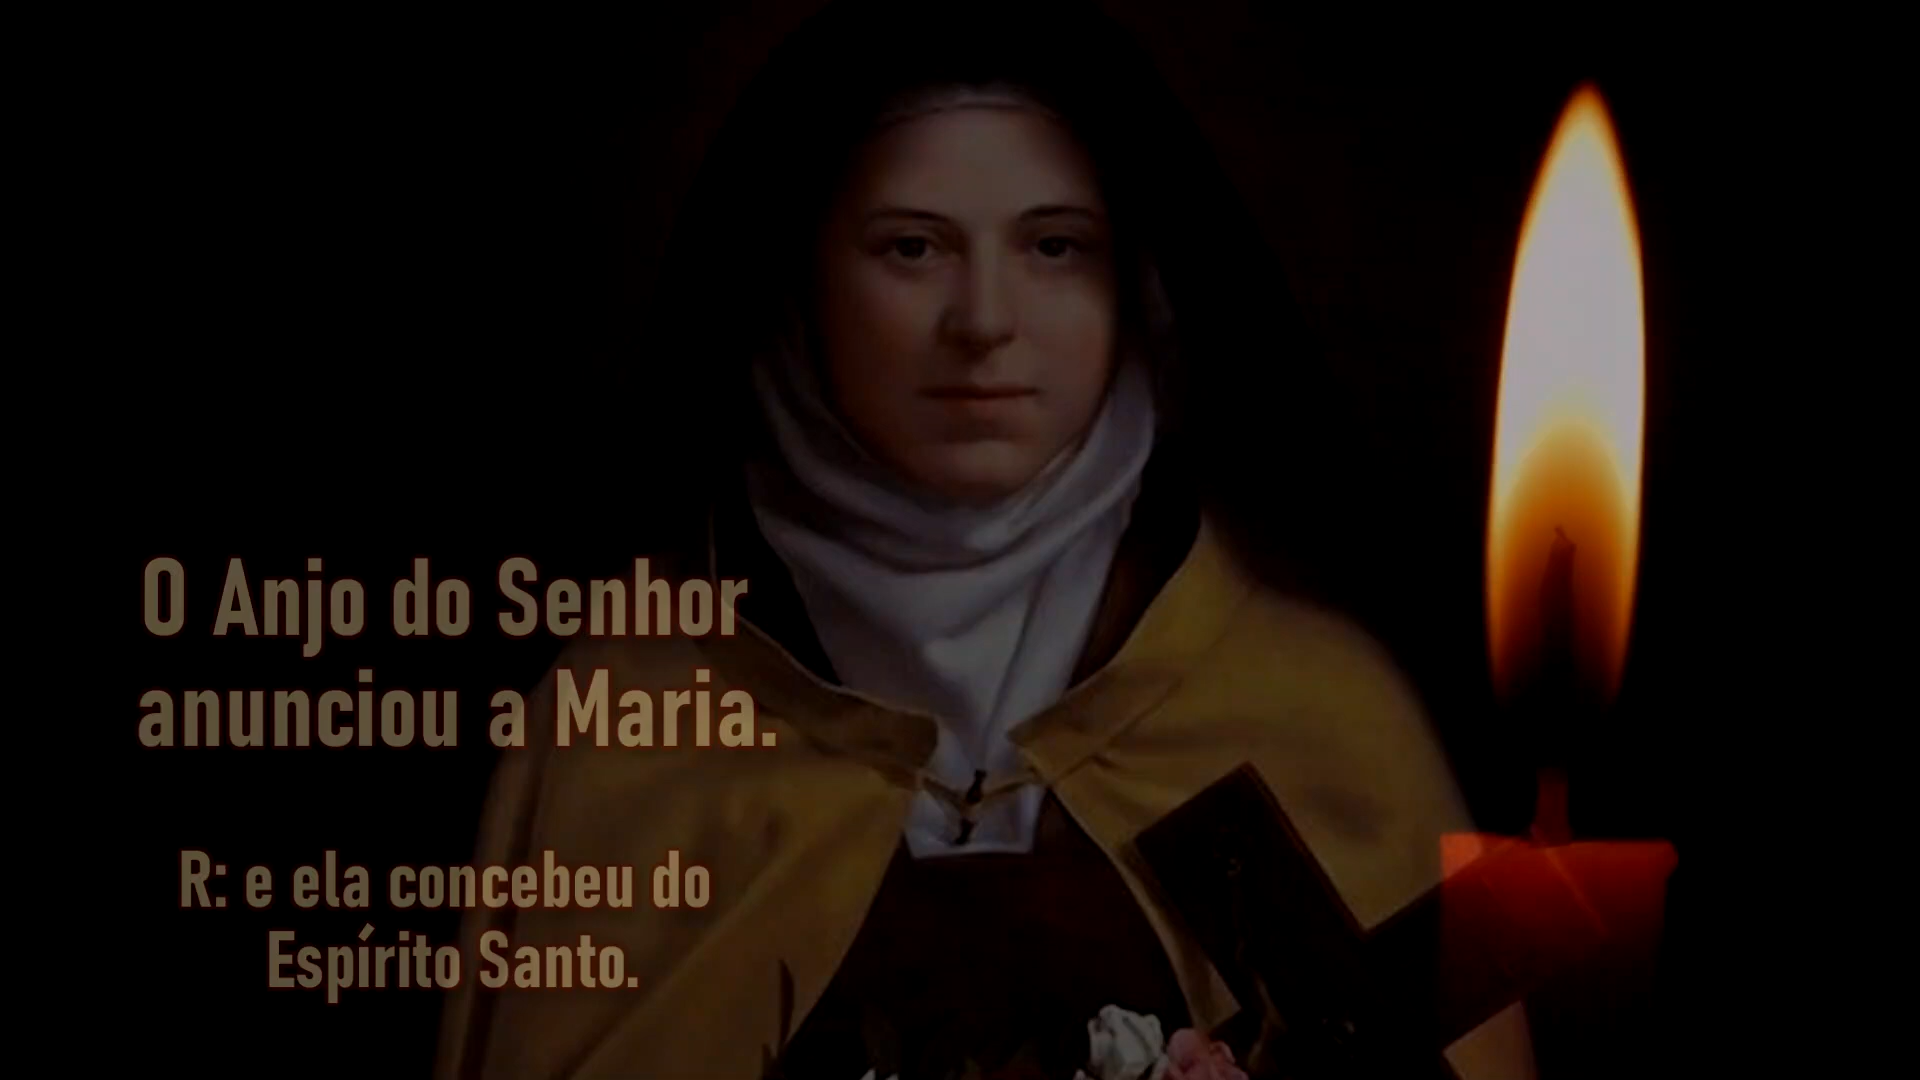 O Anjo do Senhor
anunciou a Maria.
R: e ela concebeu do
Espírito Santo.